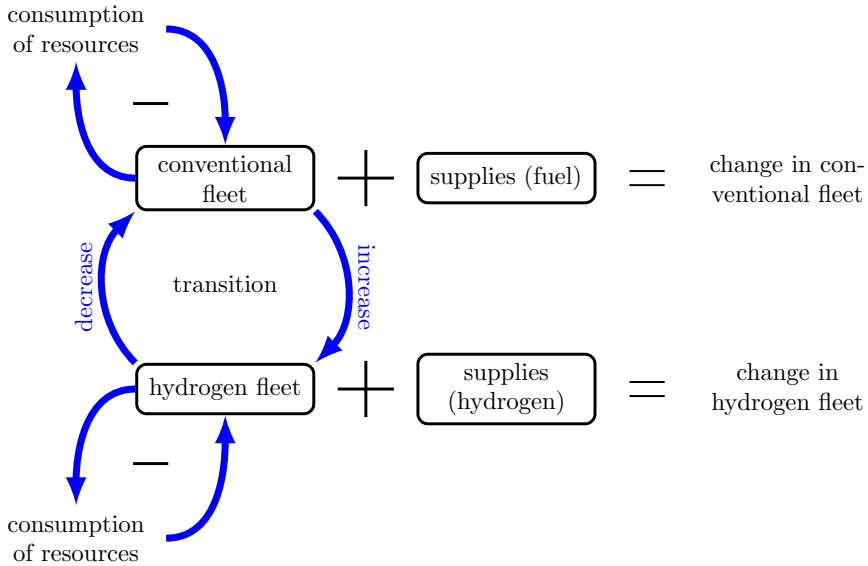 consumption
of resources
−
conventional
fleet
+
supplies (fuel)
=
change in con-
ventional fleet
decrease
transition
increase
hydrogen fleet
+
supplies
(hydrogen)
=
change in
hydrogen fleet
−
consumption
of resources